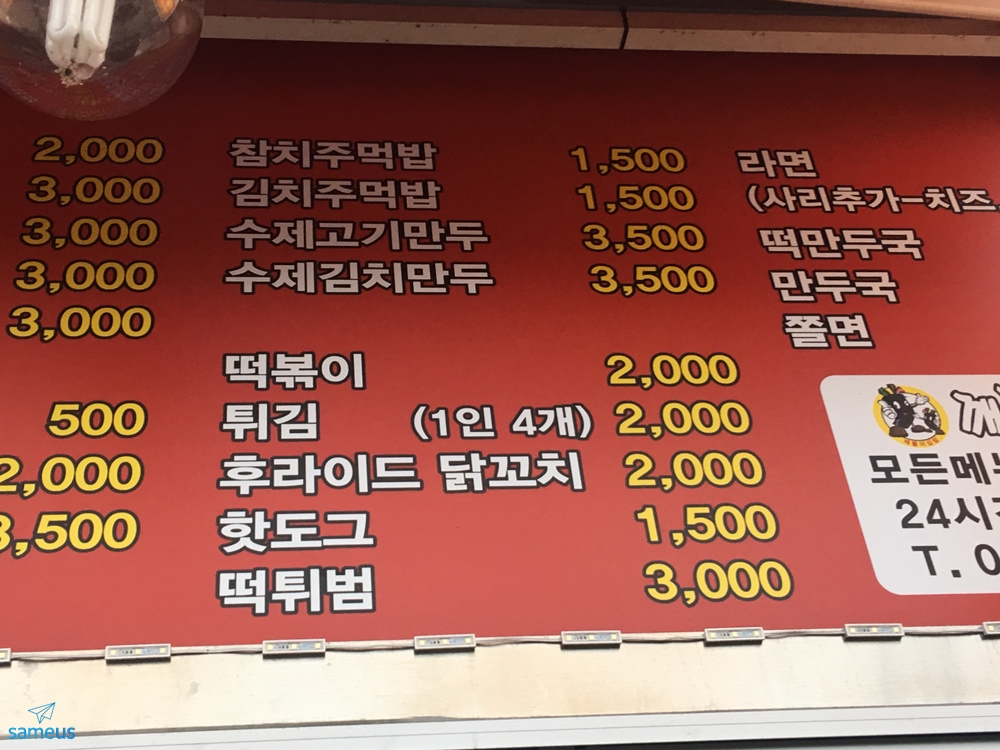 2,000 참치주먹밥 1,500 라면
3,000 김치주먹밥 1,500 (사리추가-치즈
3,000 수제고기만두 3,500 떡만두국
3,000 수제김치만두 3,500 만두국
3,000 쫄면
떡볶이 2,000
500 튀김 (1인 4개) 2,000
2,000 후라이드 닭꼬치 2,000
3,500 핫도그 1,500
떡튀범 3,000
깨
모든메뉴
24시간
T. 0
sameus